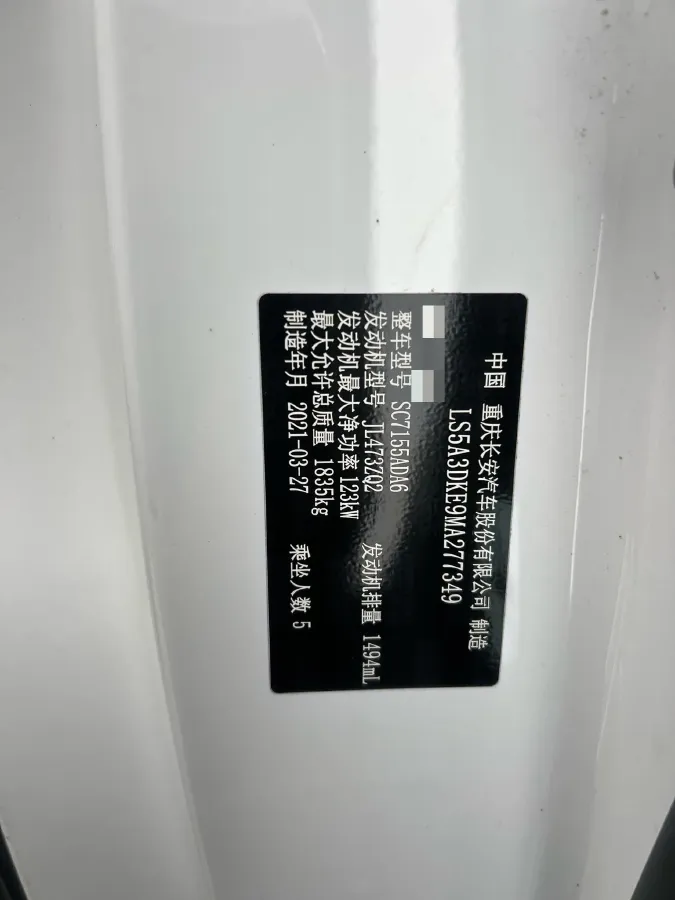 中国 重庆长安汽车股份有限公司 制造
LS5A3DKE9MA277349
整车型号 SC7155ADA6
发动机型号 JL473ZQ2 发动机排量 1494mL
发动机最大净功率 123kW
最大允许总质量 1835kg
制造年月 2021-03-27 乘坐人数 5